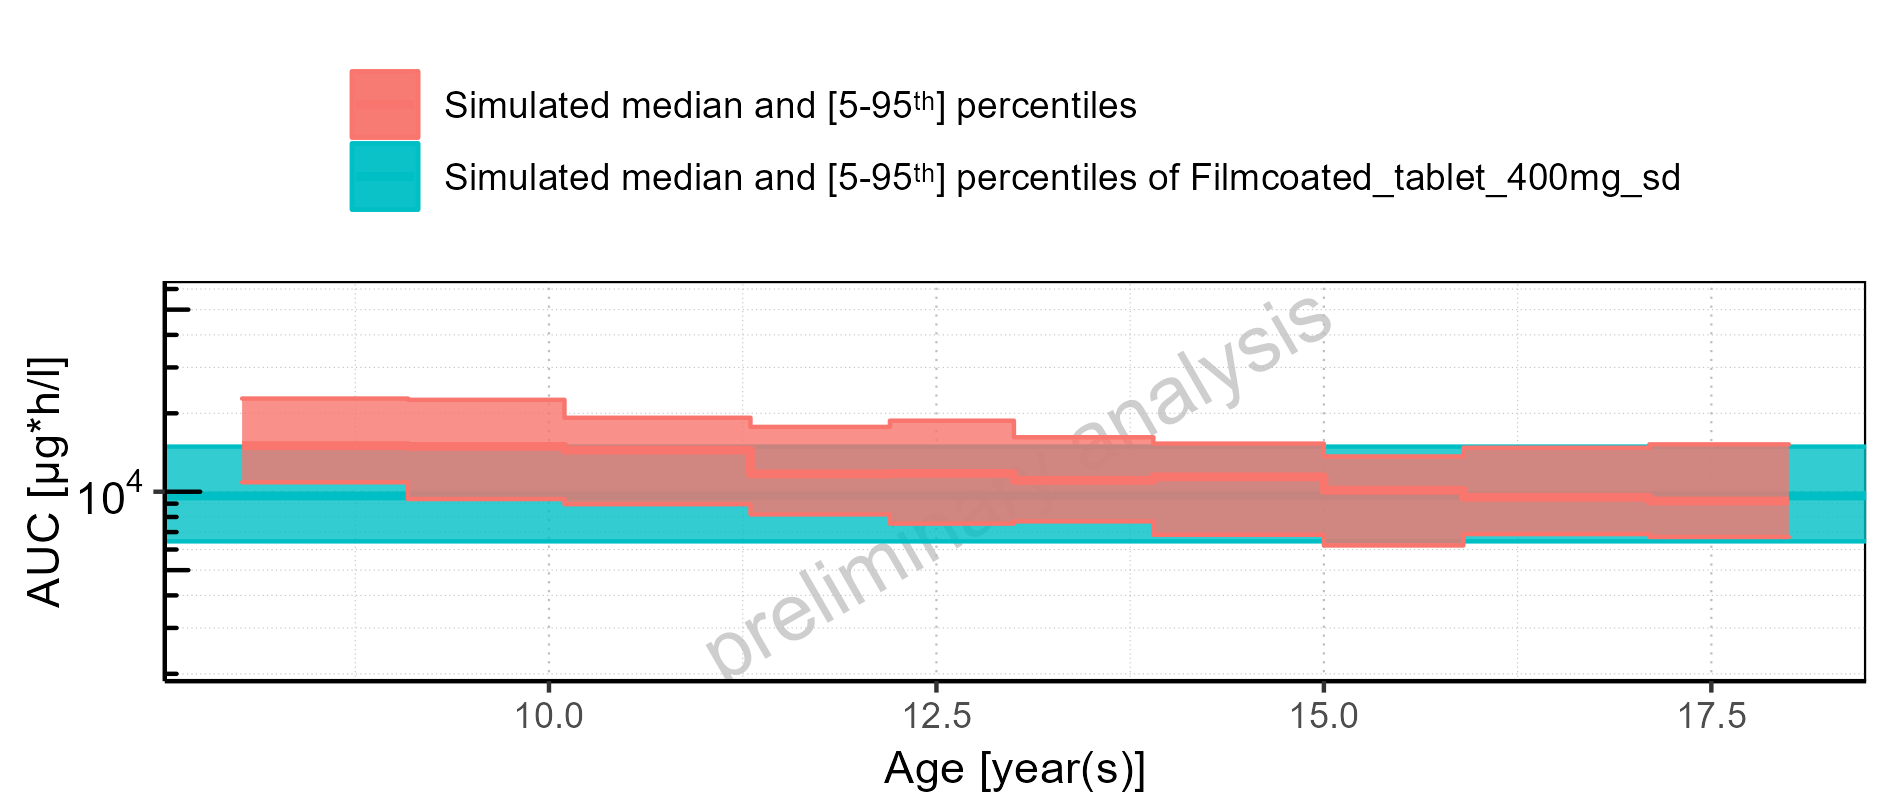 Simulated median and [5-95ᵗʰ] percentiles
Simulated median and [5-95ᵗʰ] percentiles of Filmcoated_tablet_400mg_sd
preliminary analysis
AUC [µg*h/l]
10⁴
10.0 12.5 15.0 17.5
Age [year(s)]